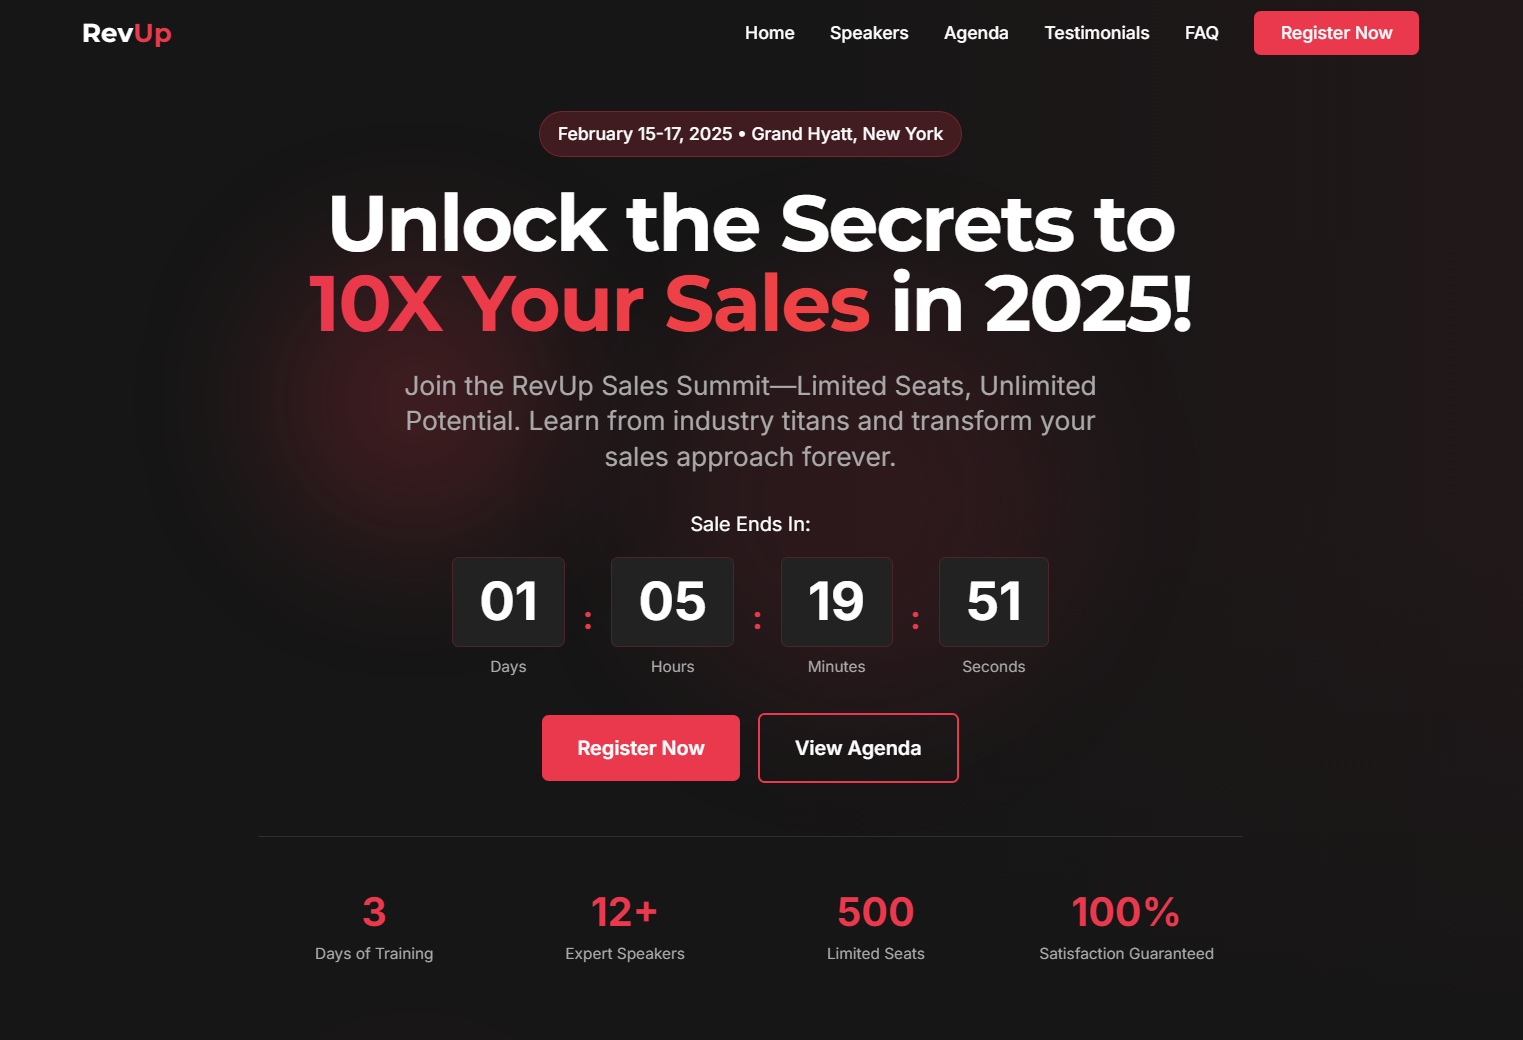 RevUp
Home
Speakers
Agenda
Testimonials
FAQ
Register Now
February 15-17, 2025 • Grand Hyatt, New York
Unlock the Secrets to
10X Your Sales in 2025!
Join the RevUp Sales Summit—Limited Seats, Unlimited
Potential. Learn from industry titans and transform your
sales approach forever.
Sale Ends In:
01 : 05 : 19 : 51
Days Hours Minutes Seconds
Register Now
View Agenda
3
Days of Training
12+
Expert Speakers
500
Limited Seats
100%
Satisfaction Guaranteed